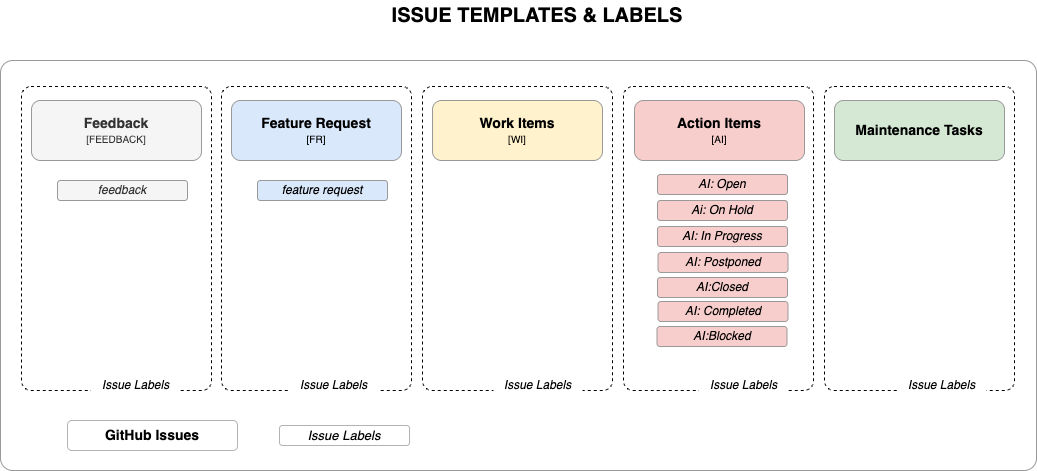 ISSUE TEMPLATES & LABELS
Feedback
[FEEDBACK]
feedback
Issue Labels
Feature Request
[FR]
feature request
Issue Labels
Work Items
[WI]
Issue Labels
Action Items
[AI]
AI: Open
Ai: On Hold
AI: In Progress
AI: Postponed
AI:Closed
AI: Completed
AI:Blocked
Issue Labels
Maintenance Tasks
Issue Labels
GitHub Issues
Issue Labels